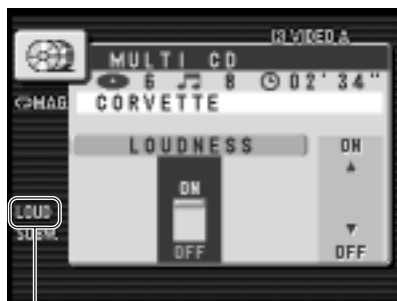 VIDEO A
MULTI CD
6 8 02'34"
MAG
CORVETTE
LOUDNESS
ON
ON
LOUD
OFF
OFF